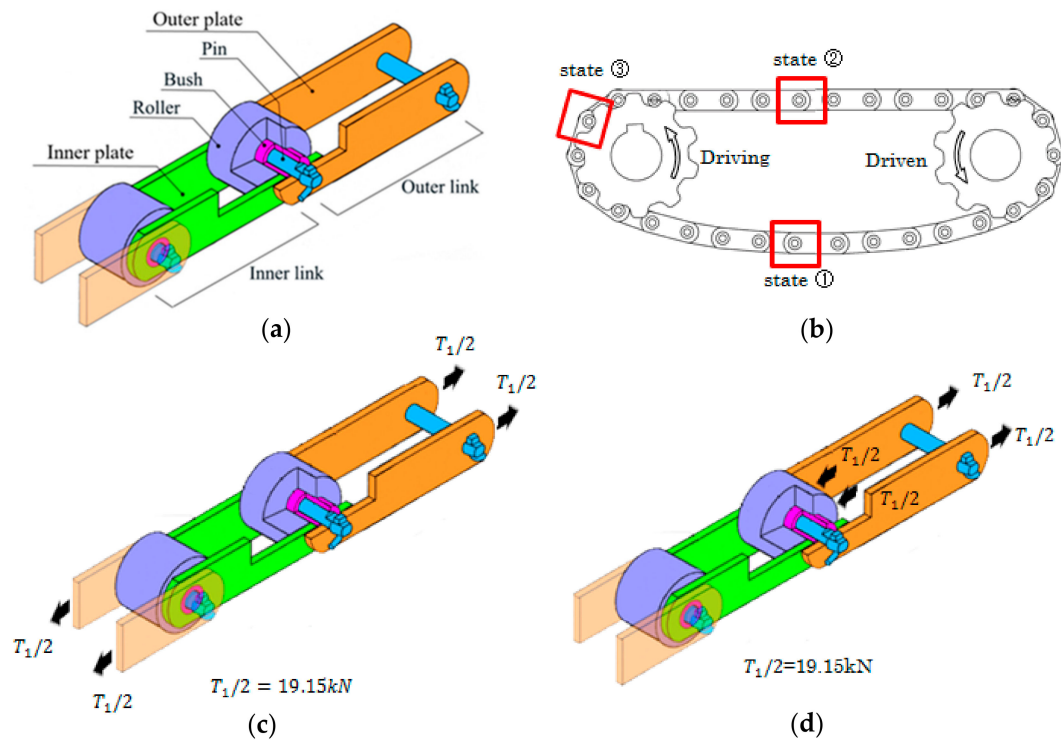 Outer plate
Pin
Bush
Roller
Inner plate
Outer link
Inner link
(a)
state ②
state ③
Driving
Driven
state ①
(b)
T₁/2
T₁/2
T₁/2
T₁/2
T₁/2 = 19.15kN
(c)
T₁/2
T₁/2
T₁/2
T₁/2
T₁/2=19.15kN
(d)